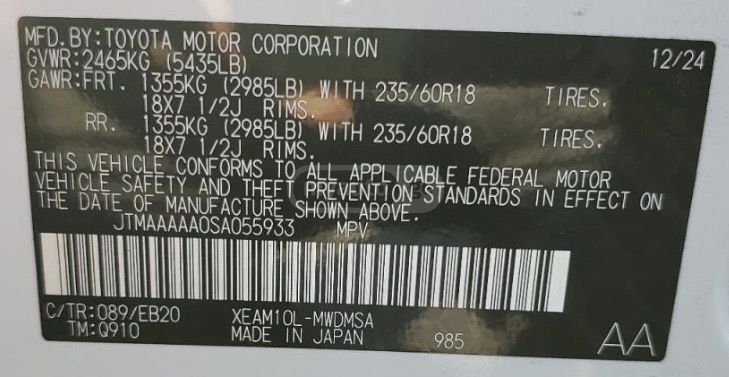 MFD.BY:TOYOTA MOTOR CORPORATION 12/24
GVWR:2465KG (5435LB)
GAWR:FRT. 1355KG (2985LB) WITH 235/60R18 TIRES.
18X7 1/2J RIMS.
RR. 1355KG (2985LB) WITH 235/60R18 TIRES.
18X7 1/2J RIMS.
THIS VEHICLE CONFORMS TO ALL APPLICABLE FEDERAL MOTOR
VEHICLE SAFETY AND THEFT PREVENTION STANDARDS IN EFFECT ON
THE DATE OF MANUFACTURE SHOWN ABOVE.
JTMAAAAA0SA055933 MPV
C/TR:089/EB20 XEAM10L-MWDMSA
TM:Q910 MADE IN JAPAN 985 AA